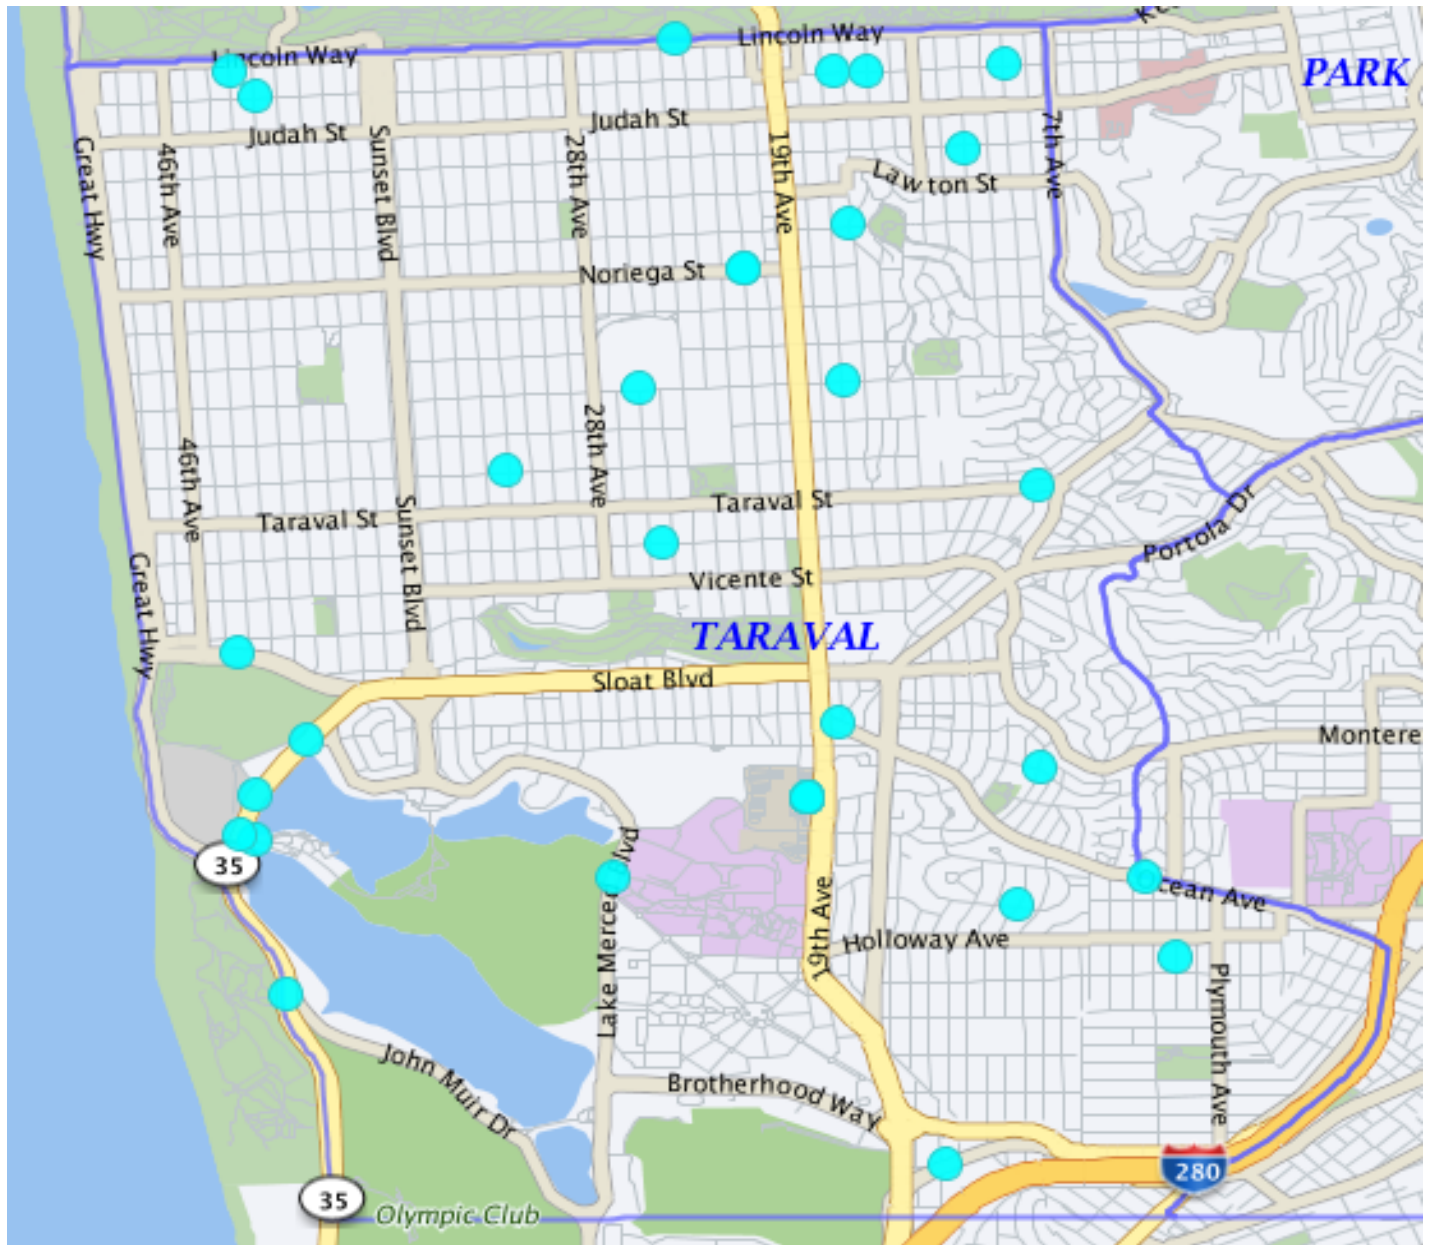 Lincoln Way
Lincoln Way
PARK
Judah St
Judah St
Great Hwy
46th Ave
Sunset Blvd
28th Ave
19th Ave
7th Ave
Lawton St
Noriega St
28th Ave
46th Ave
Taraval St
Taraval St
Sunset Blvd
Portola Dr
Great Hwy
Vicente St
TARAVAL
Sloat Blvd
Montere
35
Ocean Ave
19th Ave
Holloway Ave
Plymouth Ave
John Muir Dr
Brotherhood Way
280
35
Olympic Club